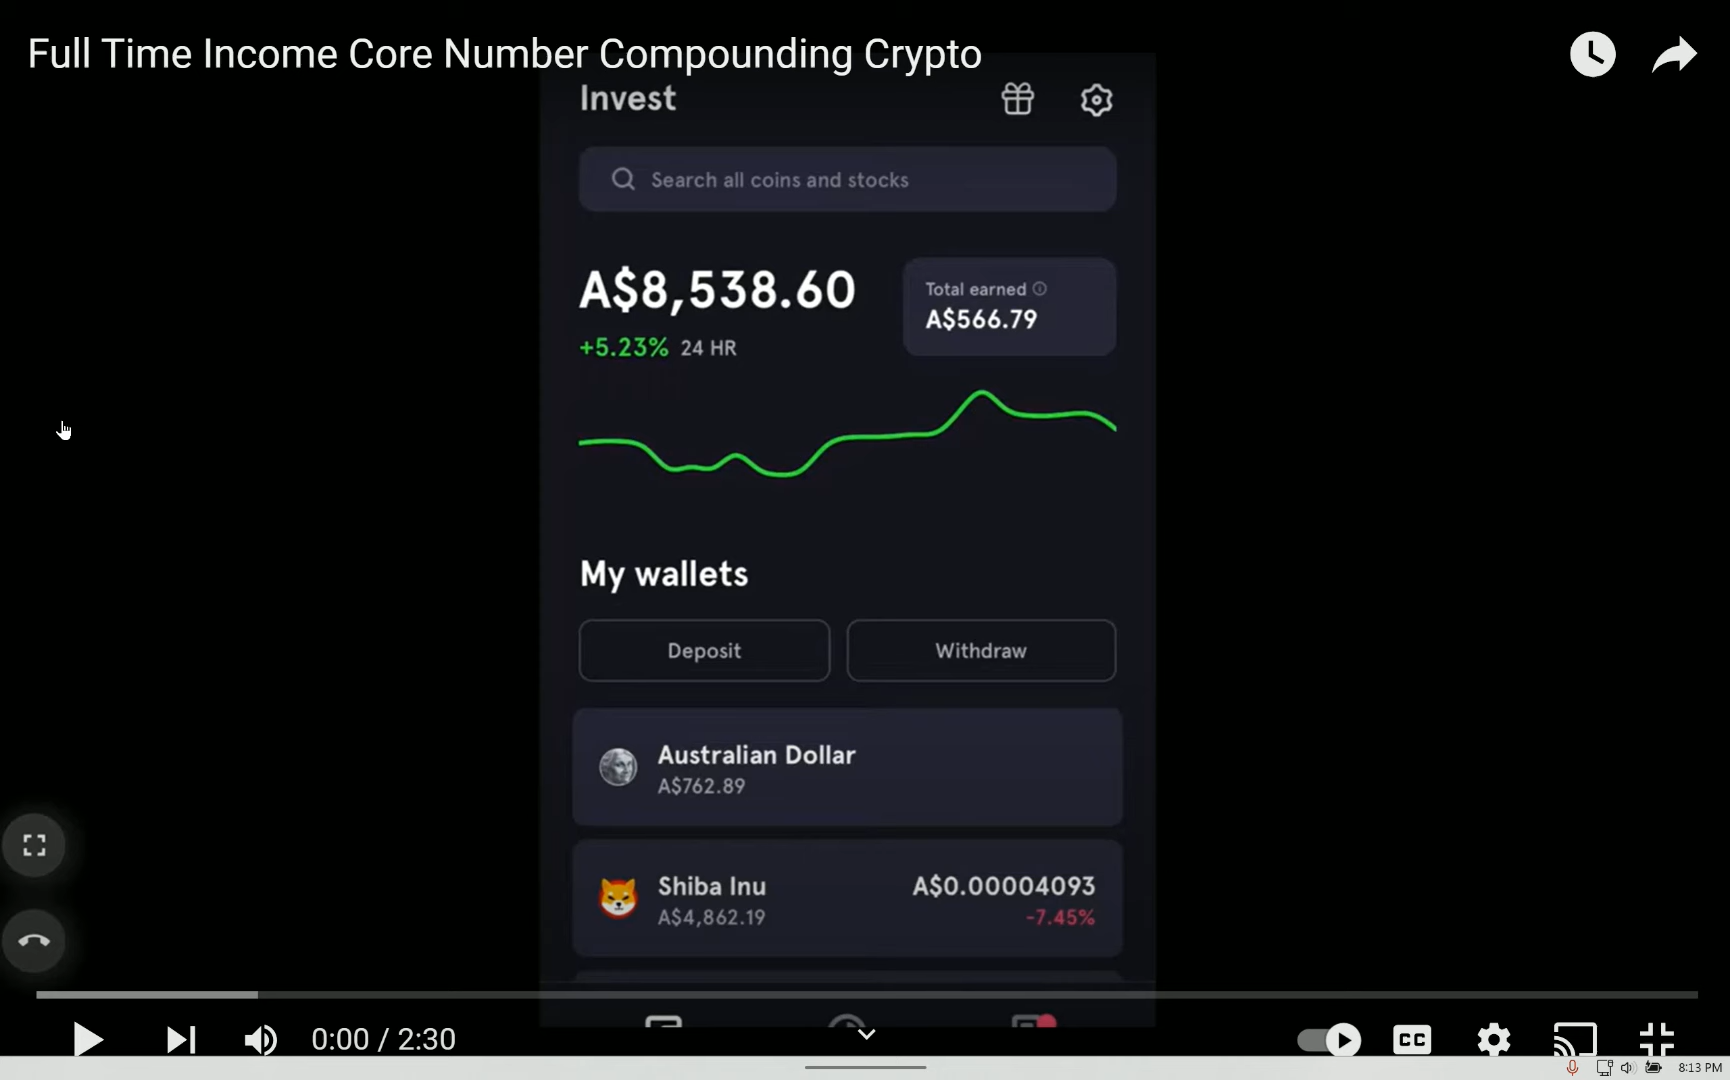 Full Time Income Core Number Compounding Crypto
Invest
Search all coins and stocks
A$8,538.60
+5.23% 24 HR
Total earned
A$566.79
My wallets
Deposit
Withdraw
Australian Dollar
A$762.89
Shiba Inu
A$4,862.19
A$0.00004093
-7.45%
0:00 / 2:30
CC
8:13 PM